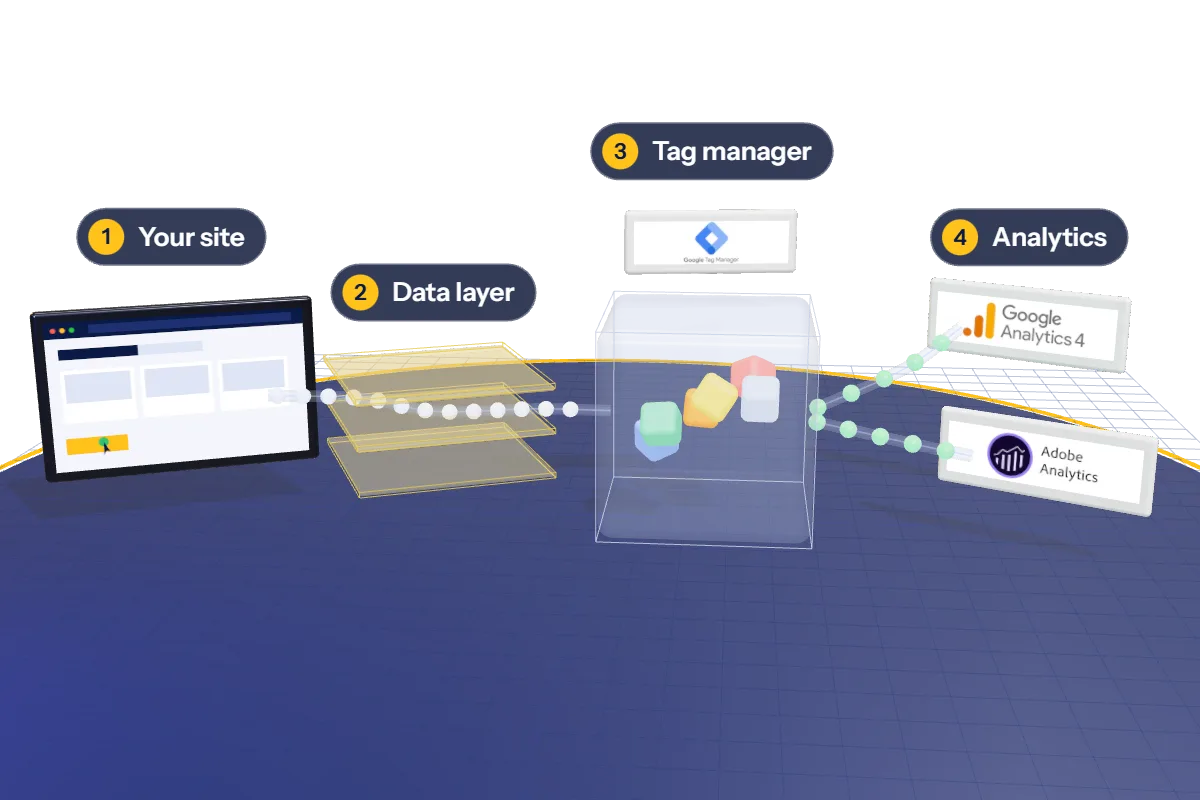 1 Your site
2 Data layer
3 Tag manager
Google Tag Manager
4 Analytics
Google
Analytics 4
Adobe
Analytics